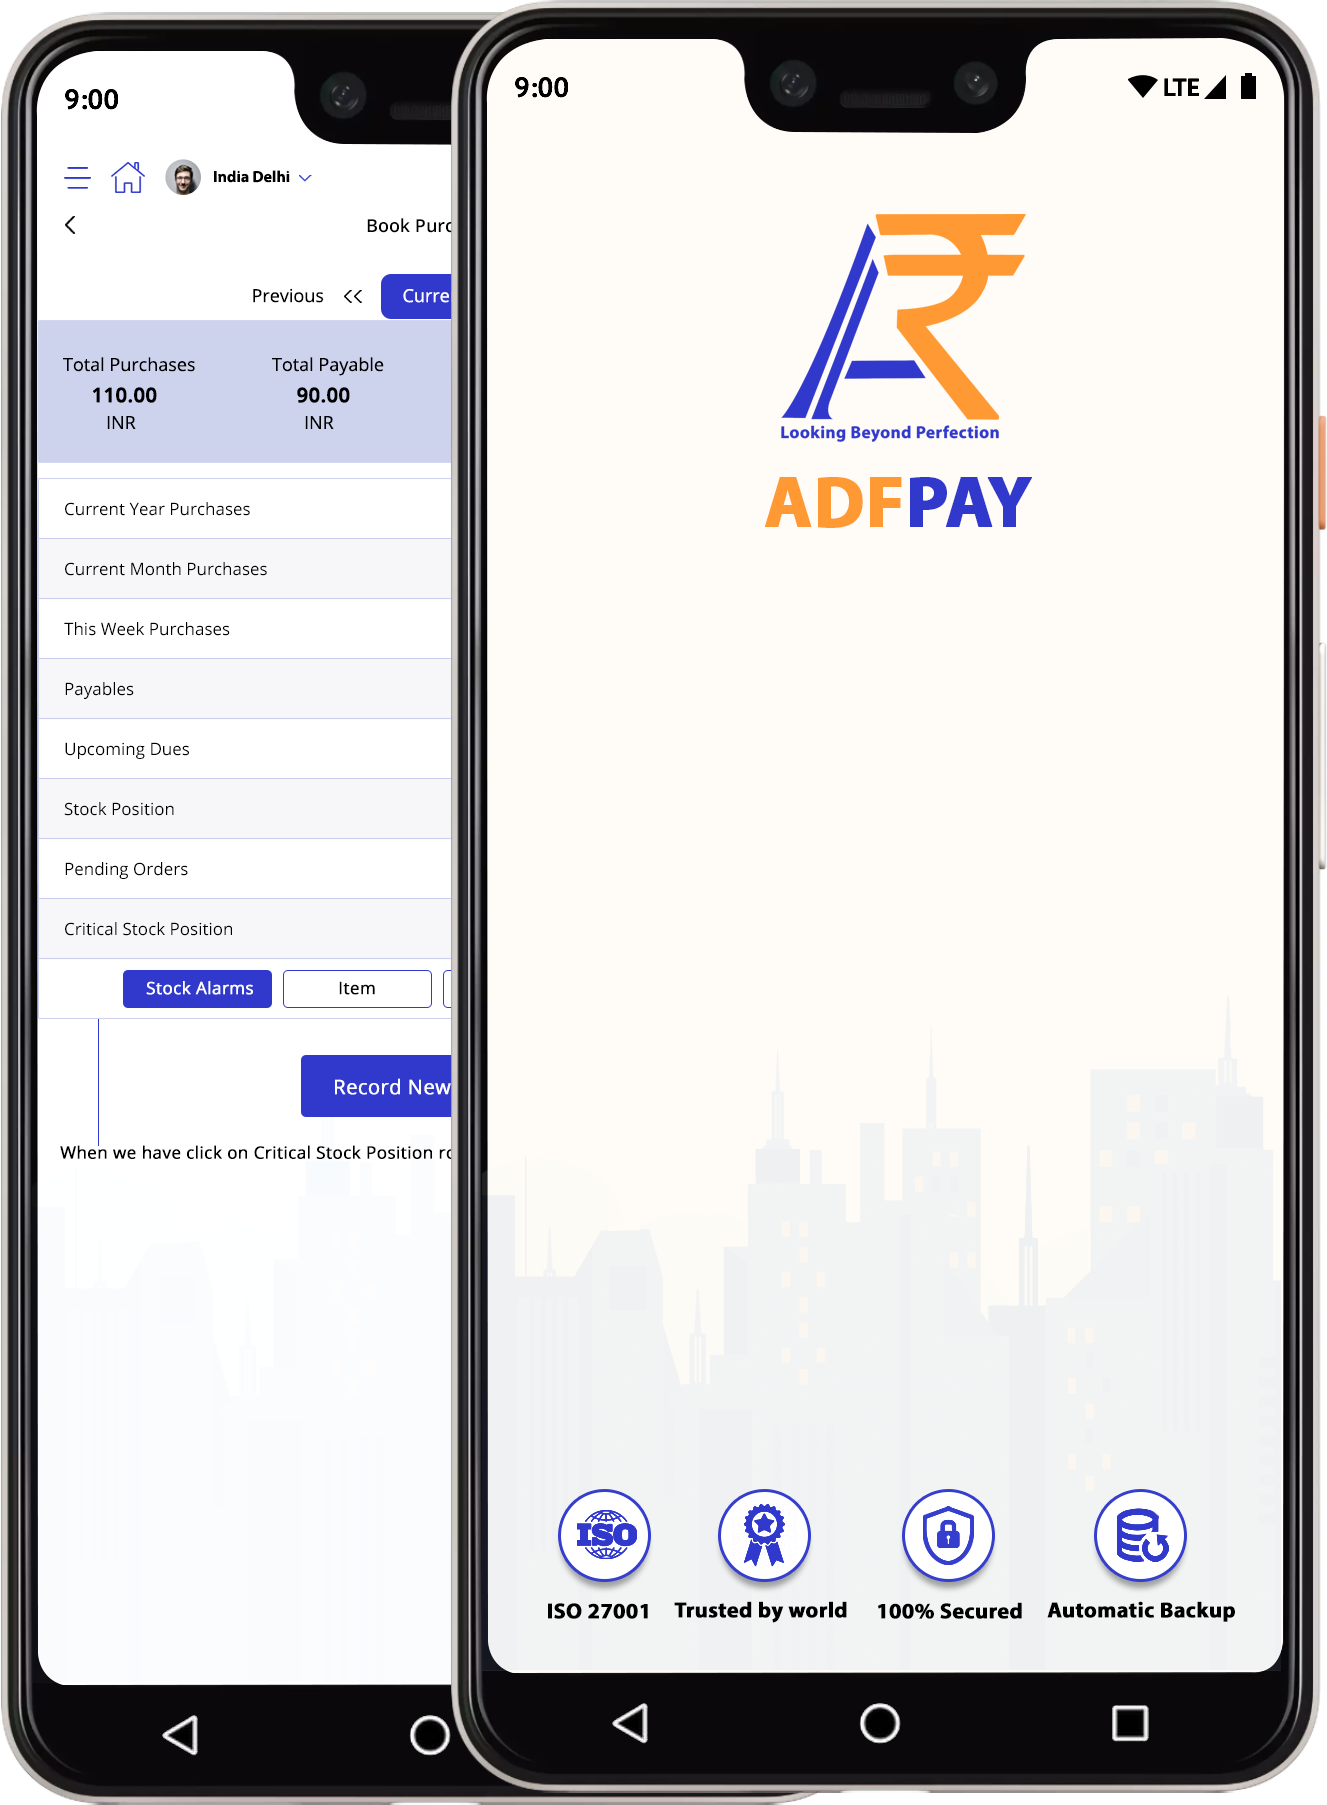 9:00
India Delhi
Book Purc
Previous
Curre
Total Purchases
Total Payable
110.00
90.00
INR
INR
Current Year Purchases
Current Month Purchases
This Week Purchases
Payables
Upcoming Dues
Stock Position
Pending Orders
Critical Stock Position
Stock Alarms
Item
Record New
When we have click on Critical Stock Position ro
9:00
LTE
Looking Beyond Perfection
ADFPAY
ISO
ISO 27001
Trusted by world
100% Secured
Automatic Backup